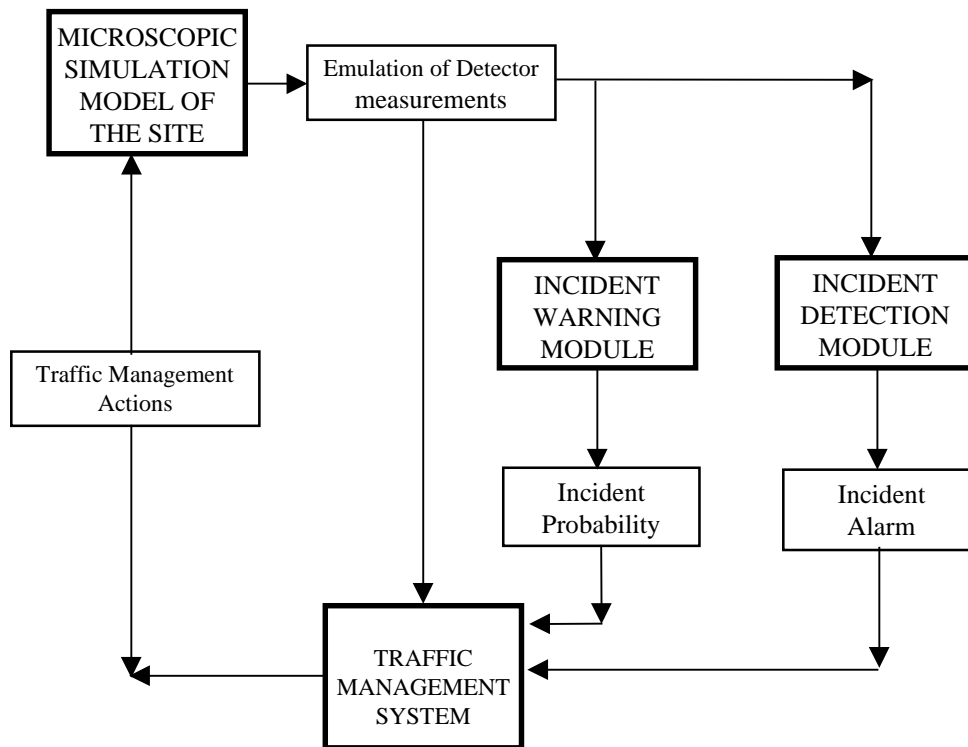 MICROSCOPIC
SIMULATION
MODEL OF
THE SITE
Emulation of Detector
measurements
INCIDENT
WARNING
MODULE
INCIDENT
DETECTION
MODULE
Traffic Management
Actions
Incident
Probability
Incident
Alarm
TRAFFIC
MANAGEMENT
SYSTEM